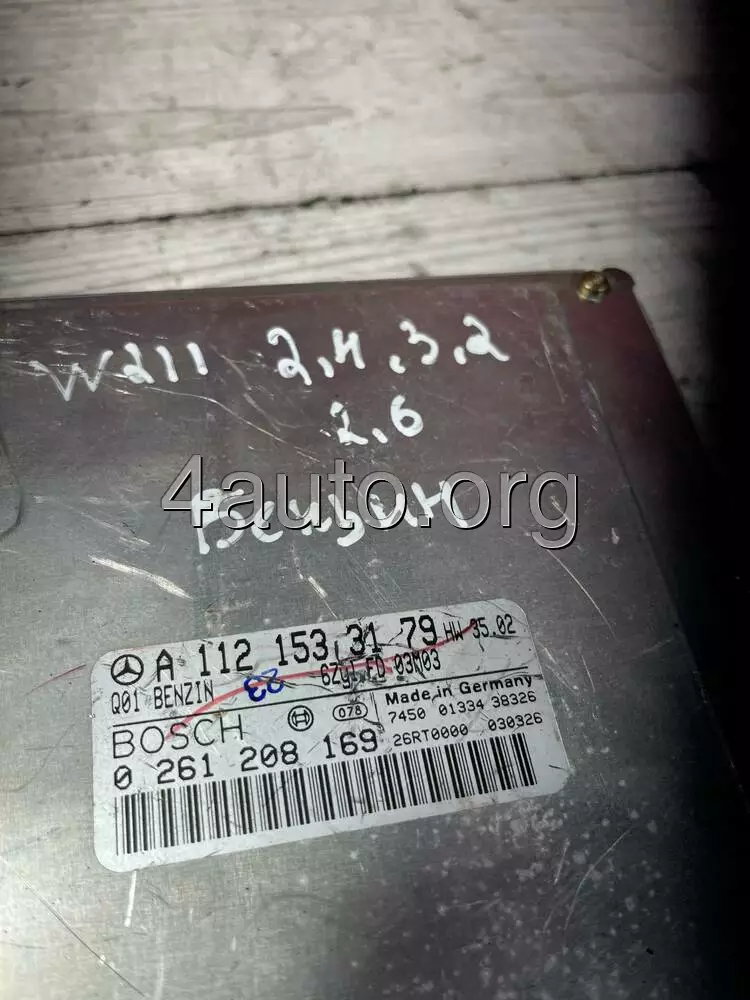 W211 2,4,3,2
2,6
4auto.org
Бензин
A 112 153 31 79 HW 35.02
Q01 BENZIN 23 6Zyl FD 03M03
BOSCH 078 Made in Germany
7450 01334 38326
0 261 208 169 26RT0000 030326